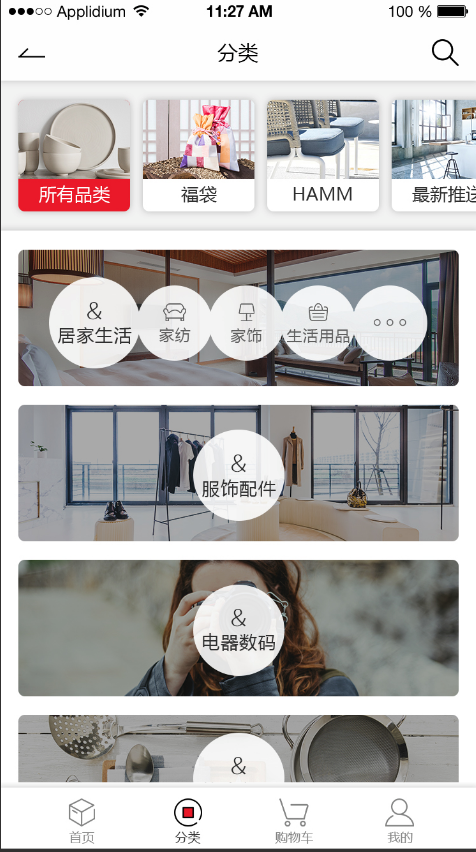 Applidium 11:27 AM 100 %
分类
所有品类 福袋 HAMM 最新推送
& 居家生活 家纺 家饰 生活用品
&
服饰配件
&
电器数码
&
首页 分类 购物车 我的